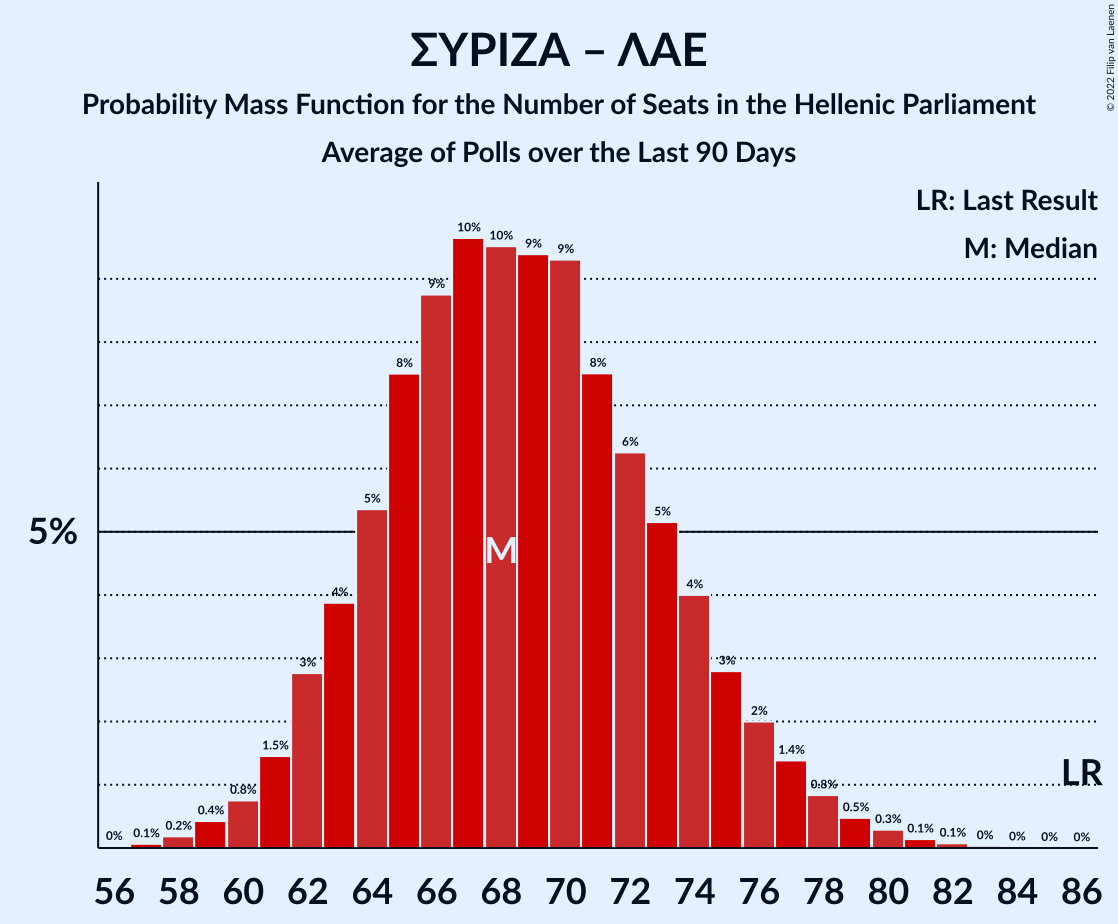 ΣΥΡΙΖΑ – ΛΑΕ
Probability Mass Function for the Number of Seats in the Hellenic Parliament
Average of Polls over the Last 90 Days
© 2022 Filip van Laenen
LR: Last Result
M: Median
5%
0% 0.1% 0.2% 0.4% 0.8% 1.5% 3% 4% 5% 8% 9% 10% 10% 9% 9% 8% 6% 5% 4% 3% 2% 1.4% 0.8% 0.5% 0.3% 0.1% 0.1% 0% 0% 0% 0%
M
LR
56 58 60 62 64 66 68 70 72 74 76 78 80 82 84 86